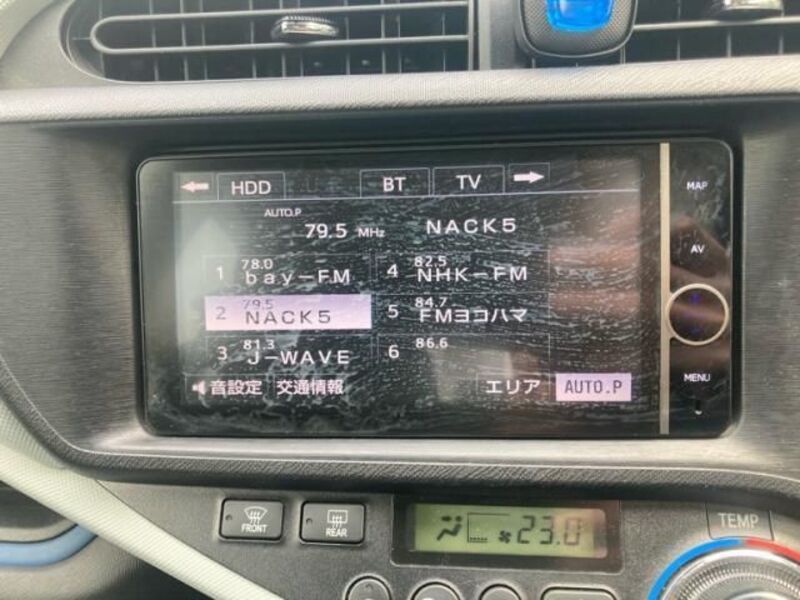 HDD BT TV
AUTO.P
79.5 MHz NACK5
78.0
1 bay-FM
82.5
4 NHK-FM
79.5
2 NACK5
84.7
5 FMヨコハマ
81.3
3 J-WAVE
86.6
6
音設定 交通情報 エリア AUTO.P
MAP
AV
MENU
FRONT
REAR
23.0
TEMP